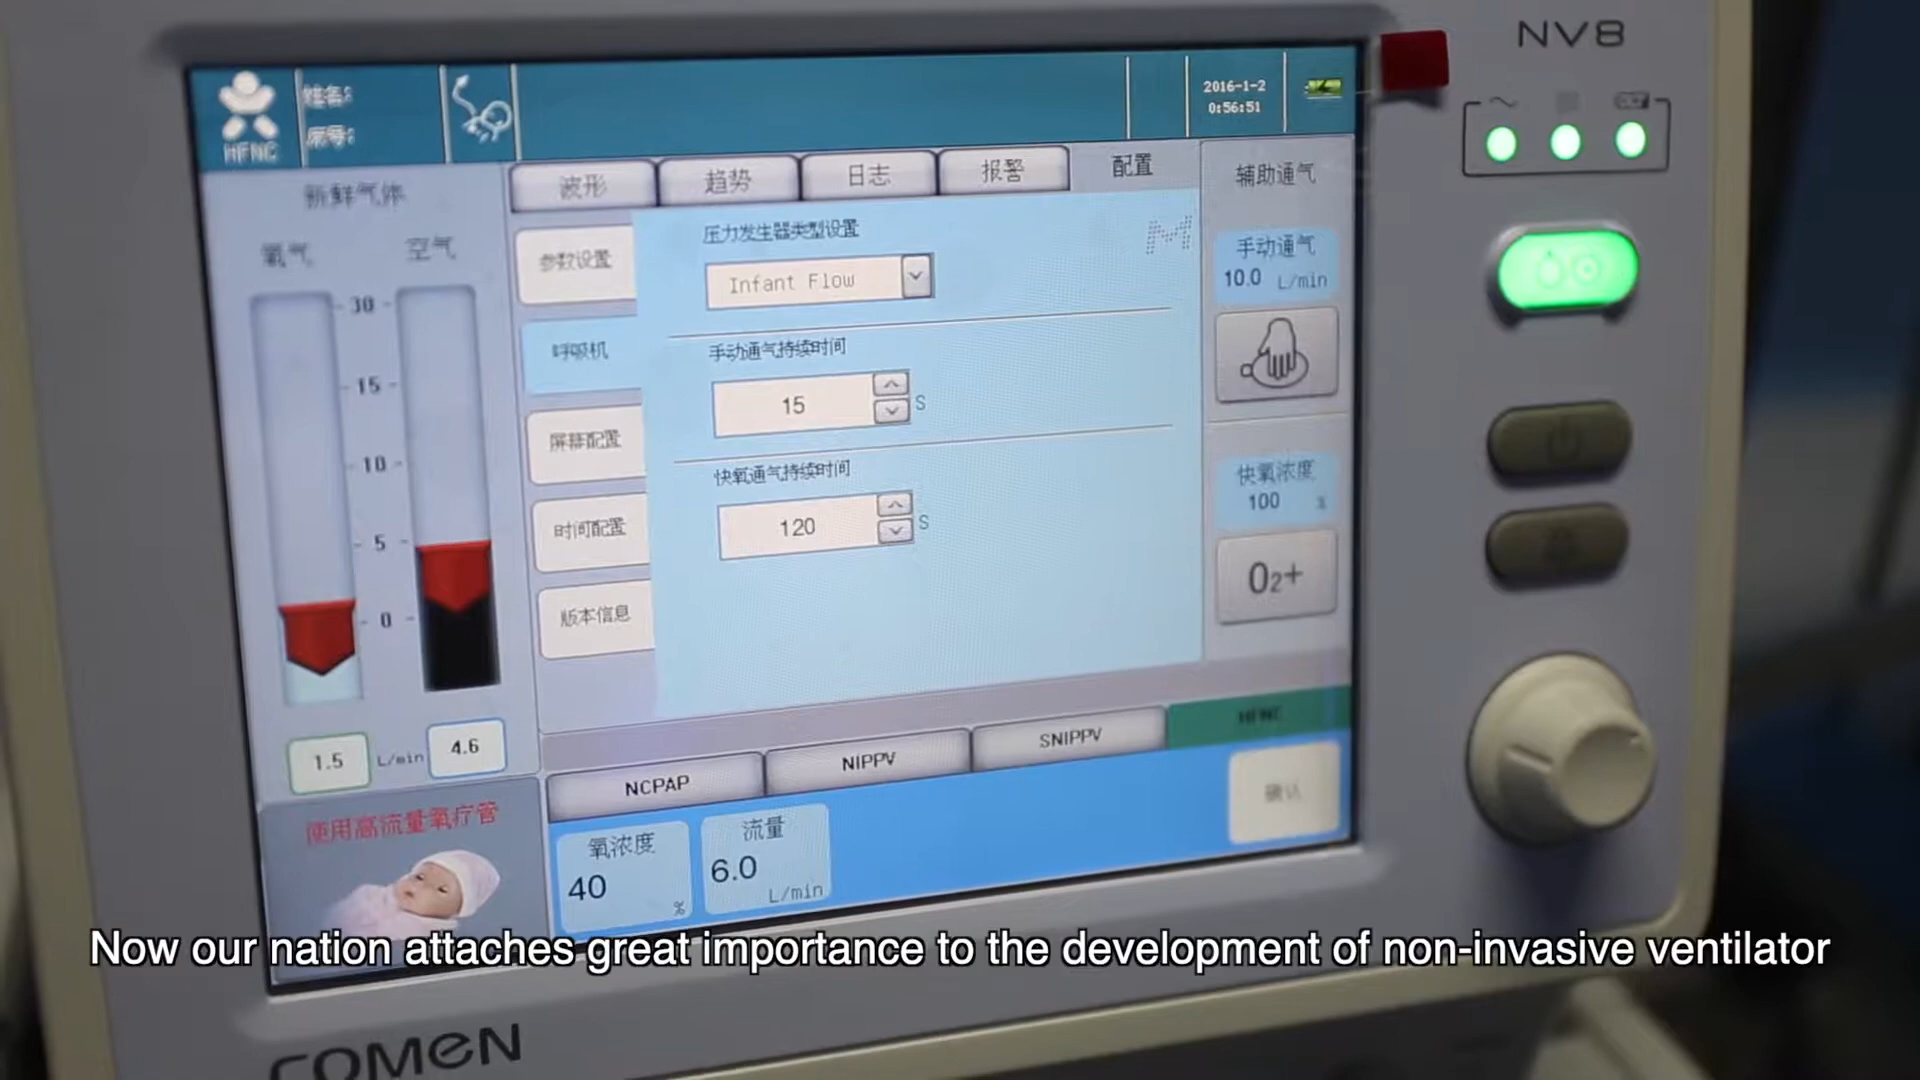 NV8
HFNC
2016-1-2
0:56:51
新鲜气体
氧气
空气
30
15
10
5
0
1.5
L/min
4.6
使用高流量氧疗管
波形
趋势
日志
报警
配置
参数设置
呼吸机
屏幕配置
时间配置
版本信息
压力发生器类型设置
Infant Flow
手动通气持续时间
15
S
快氧通气持续时间
120
S
辅助通气
手动通气
10.0 L/min
快氧浓度
100 %
O2+
NCPAP
NIPPV
SNIPPV
HFNC
氧浓度
40
%
流量
6.0
L/min
确认
Now our nation attaches great importance to the development of non-invasive ventilator
COMEN